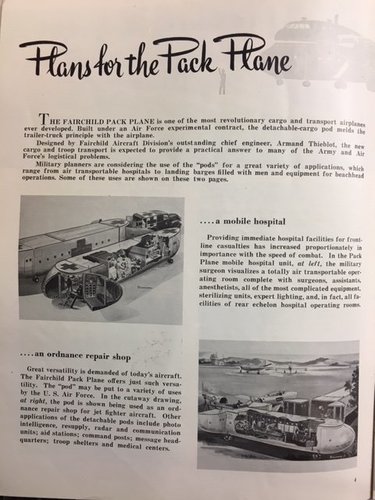 Plans for the Pack Plane
THE FAIRCHILD PACK PLANE is one of the most revolutionary cargo and transport airplanes
ever developed. Built under an Air Force experimental contract, the detachable-cargo pod melds the
trailer-truck principle with the airplane.
Designed by Fairchild Aircraft Division's outstanding chief engineer, Armand Thieblot, the new
cargo and troop transport is expected to provide a practical answer to many of the Army and Air
Force's logistical problems.
Military planners are considering the use of the "pods" for a great variety of applications, which
range from air transportable hospitals to landing barges filled with men and equipment for beachhead
operations. Some of these uses are shown on these two pages.
....a mobile hospital
Providing immediate hospital facilities for front-
line casualties has increased proportionately in
importance with the speed of combat. In the Pack
Plane mobile hospital unit, at left, the military
surgeon visualizes a totally air transportable oper-
ating room complete with surgeons, assistants,
anesthetists, all of the most complicated equipment,
sterilizing units, expert lighting, and, in fact, all fa-
cilities of rear echelon hospital operating rooms.
....an ordnance repair shop
Great versatility is demanded of today's aircraft.
The Fairchild Pack Plane offers just such versa-
tility. The "pod" may be put to a variety of uses
by the U. S. Air Force. In the cutaway drawing,
at right, the pod is shown being used as an ord-
nance repair shop for jet fighter aircraft. Other
applications of the detachable pods include photo
intelligence, resupply, radar and communication
units; aid stations; command posts; message head-
quarters; troop shelters and medical centers.